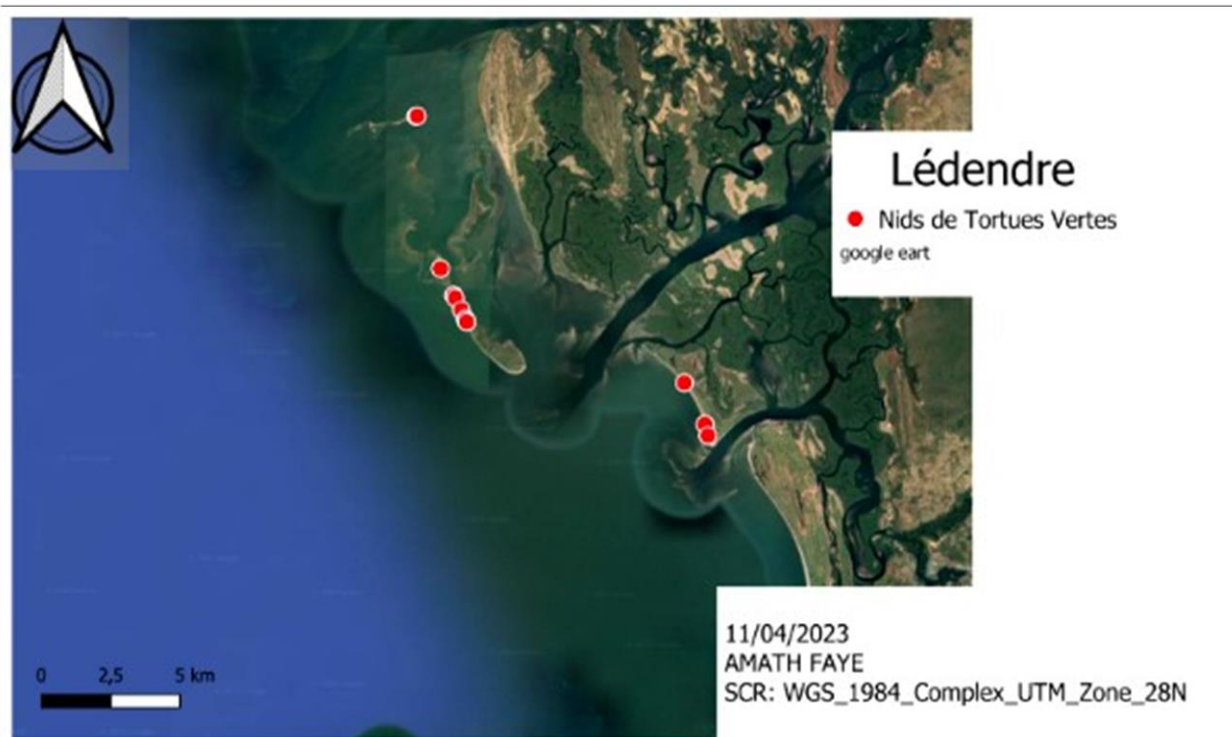 Lédendre
Nids de Tortues Vertes
google eart
0 2,5 5 km
11/04/2023
AMATH FAYE
SCR: WGS_1984_Complex_UTM_Zone_28N